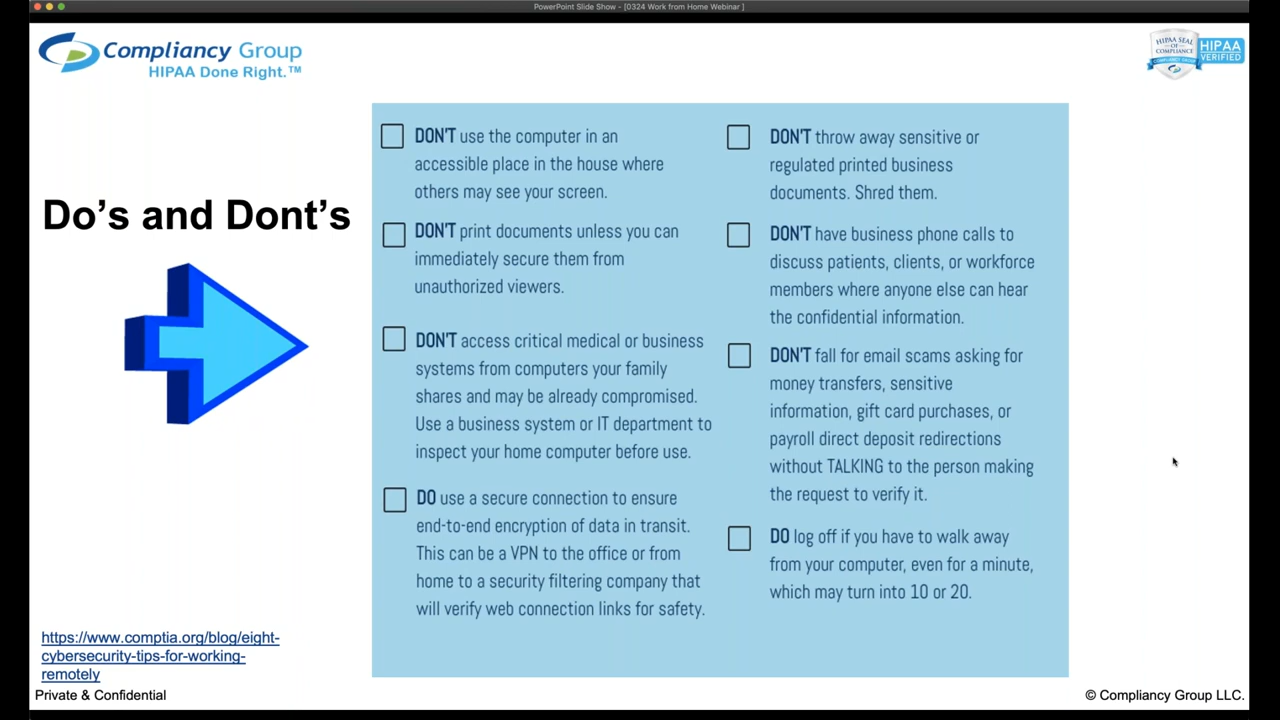 PowerPoint Slide Show - [0324 Work from Home Webinar ]
Compliancy Group
HIPAA Done Right.™
HIPAA SEAL
OF
COMPLIANCE
COMPLIANCY GROUP
HIPAA
VERIFIED
Do's and Dont's
DON'T use the computer in an
accessible place in the house where
others may see your screen.
DON'T print documents unless you can
immediately secure them from
unauthorized viewers.
DON'T access critical medical or business
systems from computers your family
shares and may be already compromised.
Use a business system or IT department to
inspect your home computer before use.
DO use a secure connection to ensure
end-to-end encryption of data in transit.
This can be a VPN to the office or from
home to a security filtering company that
will verify web connection links for safety.
DON'T throw away sensitive or
regulated printed business
documents. Shred them.
DON'T have business phone calls to
discuss patients, clients, or workforce
members where anyone else can hear
the confidential information.
DON'T fall for email scams asking for
money transfers, sensitive
information, gift card purchases, or
payroll direct deposit redirections
without TALKING to the person making
the request to verify it.
DO log off if you have to walk away
from your computer, even for a minute,
which may turn into 10 or 20.
https://www.comptia.org/blog/eight-
cybersecurity-tips-for-working-
remotely
Private & Confidential
© Compliancy Group LLC.